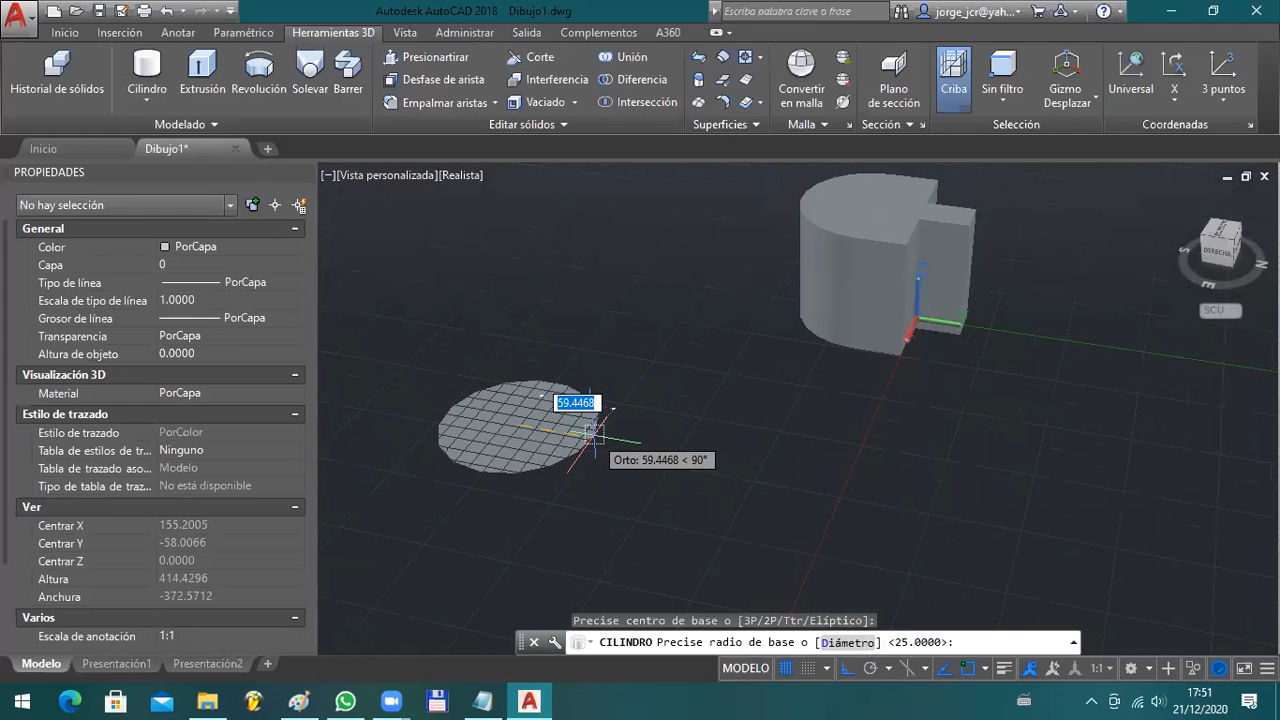 Autodesk AutoCAD 2018 Dibujo1.dwg
Escriba palabra clave o frase
jorge_jcr@yah...
Inicio Inserción Anotar Paramétrico Herramientas 3D Vista Administrar Salida Complementos A360
Historial de sólidos
Cilindro
Extrusión
Revolución
Solevar
Barrer
Modelado
Presionartirar
Desfase de arista
Empalmar aristas
Corte
Interferencia
Vaciado
Unión
Diferencia
Intersección
Editar sólidos
Superficies
Convertir
en malla
Malla
Plano
de sección
Sección
Criba
Sin filtro
Gizmo
Desplazar
Selección
Universal
X
3 puntos
Coordenadas
Inicio
Dibujo1*
PROPIEDADES
[−][Vista personalizada][Realista]
No hay selección
General
Color PorCapa
Capa 0
Tipo de línea PorCapa
Escala de tipo de línea 1.0000
Grosor de línea PorCapa
Transparencia PorCapa
Altura de objeto 0.0000
Visualización 3D
Material PorCapa
Estilo de trazado
Estilo de trazado PorColor
Tabla de estilos de tr... Ninguno
Tabla de trazado aso... Modelo
Tipo de tabla de traz... No está disponible
Ver
Centrar X 155.2005
Centrar Y -58.0066
Centrar Z 0.0000
Altura 414.4296
Anchura -372.5712
Varios
Escala de anotación 1:1
DERECHA
S
E
N
SCU
59.4468
Orto: 59.4468 < 90°
Precise centro de base o [3P/2P/Ttr/Elíptico]:
CILINDRO Precise radio de base o [Diámetro] <25.0000>:
Modelo Presentación1 Presentación2
MODELO
1:1
17:51
21/12/2020